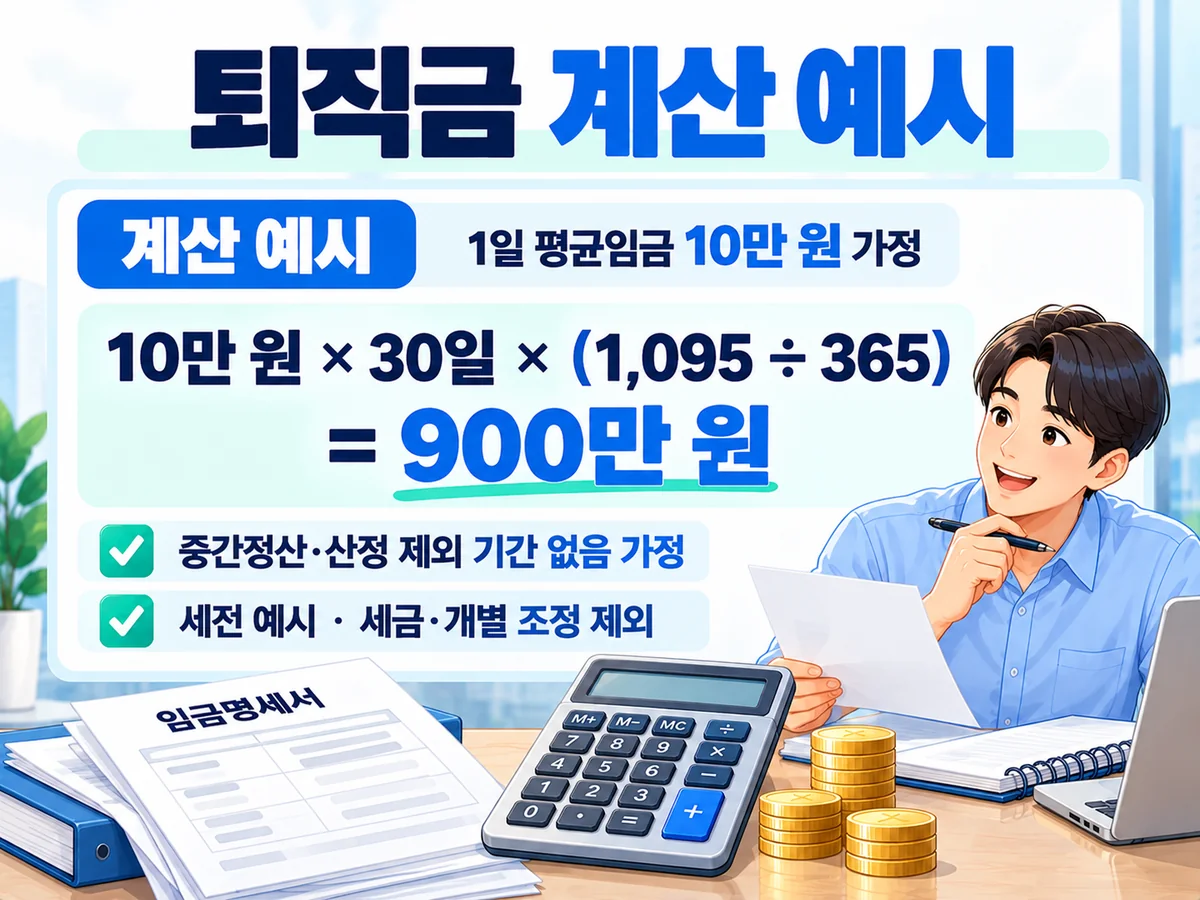 퇴직금 계산 예시
계산 예시
1일 평균임금 10만 원 가정
10만 원 × 30일 × (1,095 ÷ 365)
= 900만 원
중간정산·산정 제외 기간 없음 가정
세전 예시 · 세금·개별 조정 제외
임금명세서
M+ M− MC ÷
7 8 9 ×
4 5 6 −
1 2 3 +
0 · =